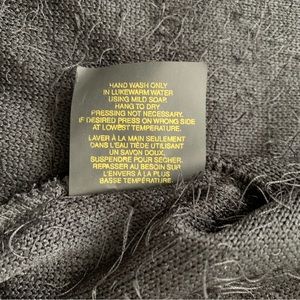 HAND WASH ONLY
IN LUKEWARM WATER
USING MILD SOAP.
HANG TO DRY
PRESSING NOT NECESSARY.
IF DESIRED PRESS ON WRONG SIDE
AT LOWEST TEMPERATURE.
LAVER À LA MAIN SEULEMENT
DANS L'EAU TIÈDE UTILISANT
UN SAVON DOUX.
SUSPENDRE POUR SÉCHER.
REPASSER AU BESOIN SUR
L'ENVERS À LA PLUS
BASSE TEMPÉRATURE.